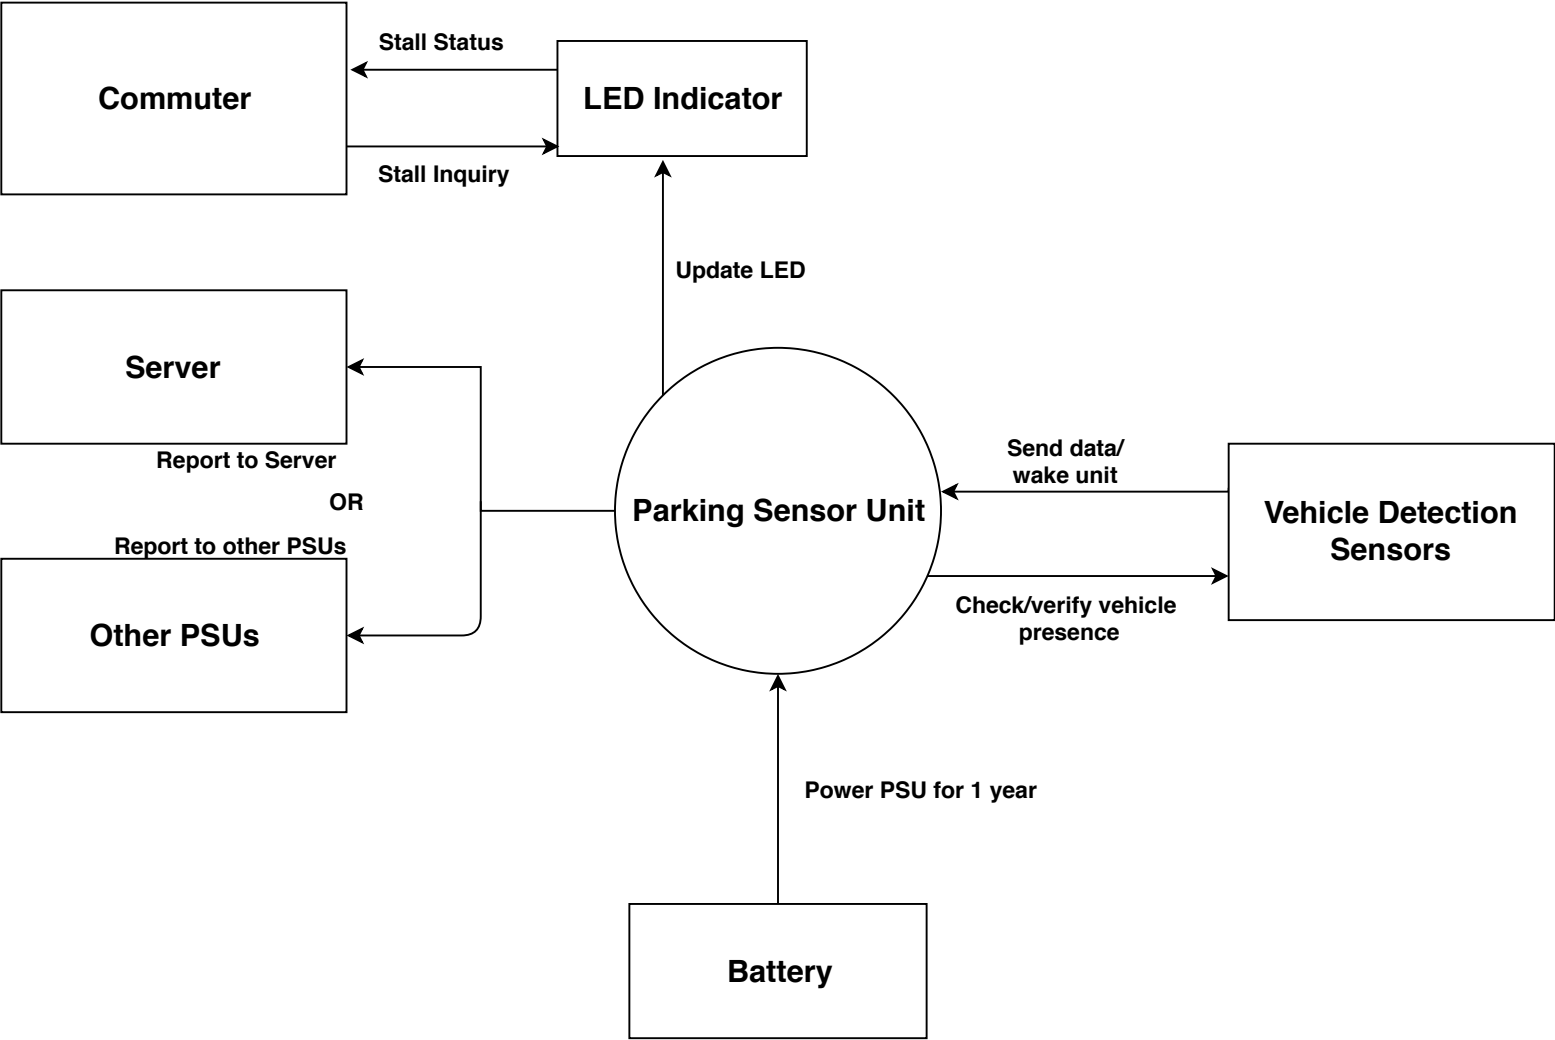 Stall Status
Commuter
LED Indicator
Stall Inquiry
Update LED
Server
Report to Server
OR
Report to other PSUs
Other PSUs
Parking Sensor Unit
Send data/
wake unit
Vehicle Detection
Sensors
Check/verify vehicle
presence
Power PSU for 1 year
Battery